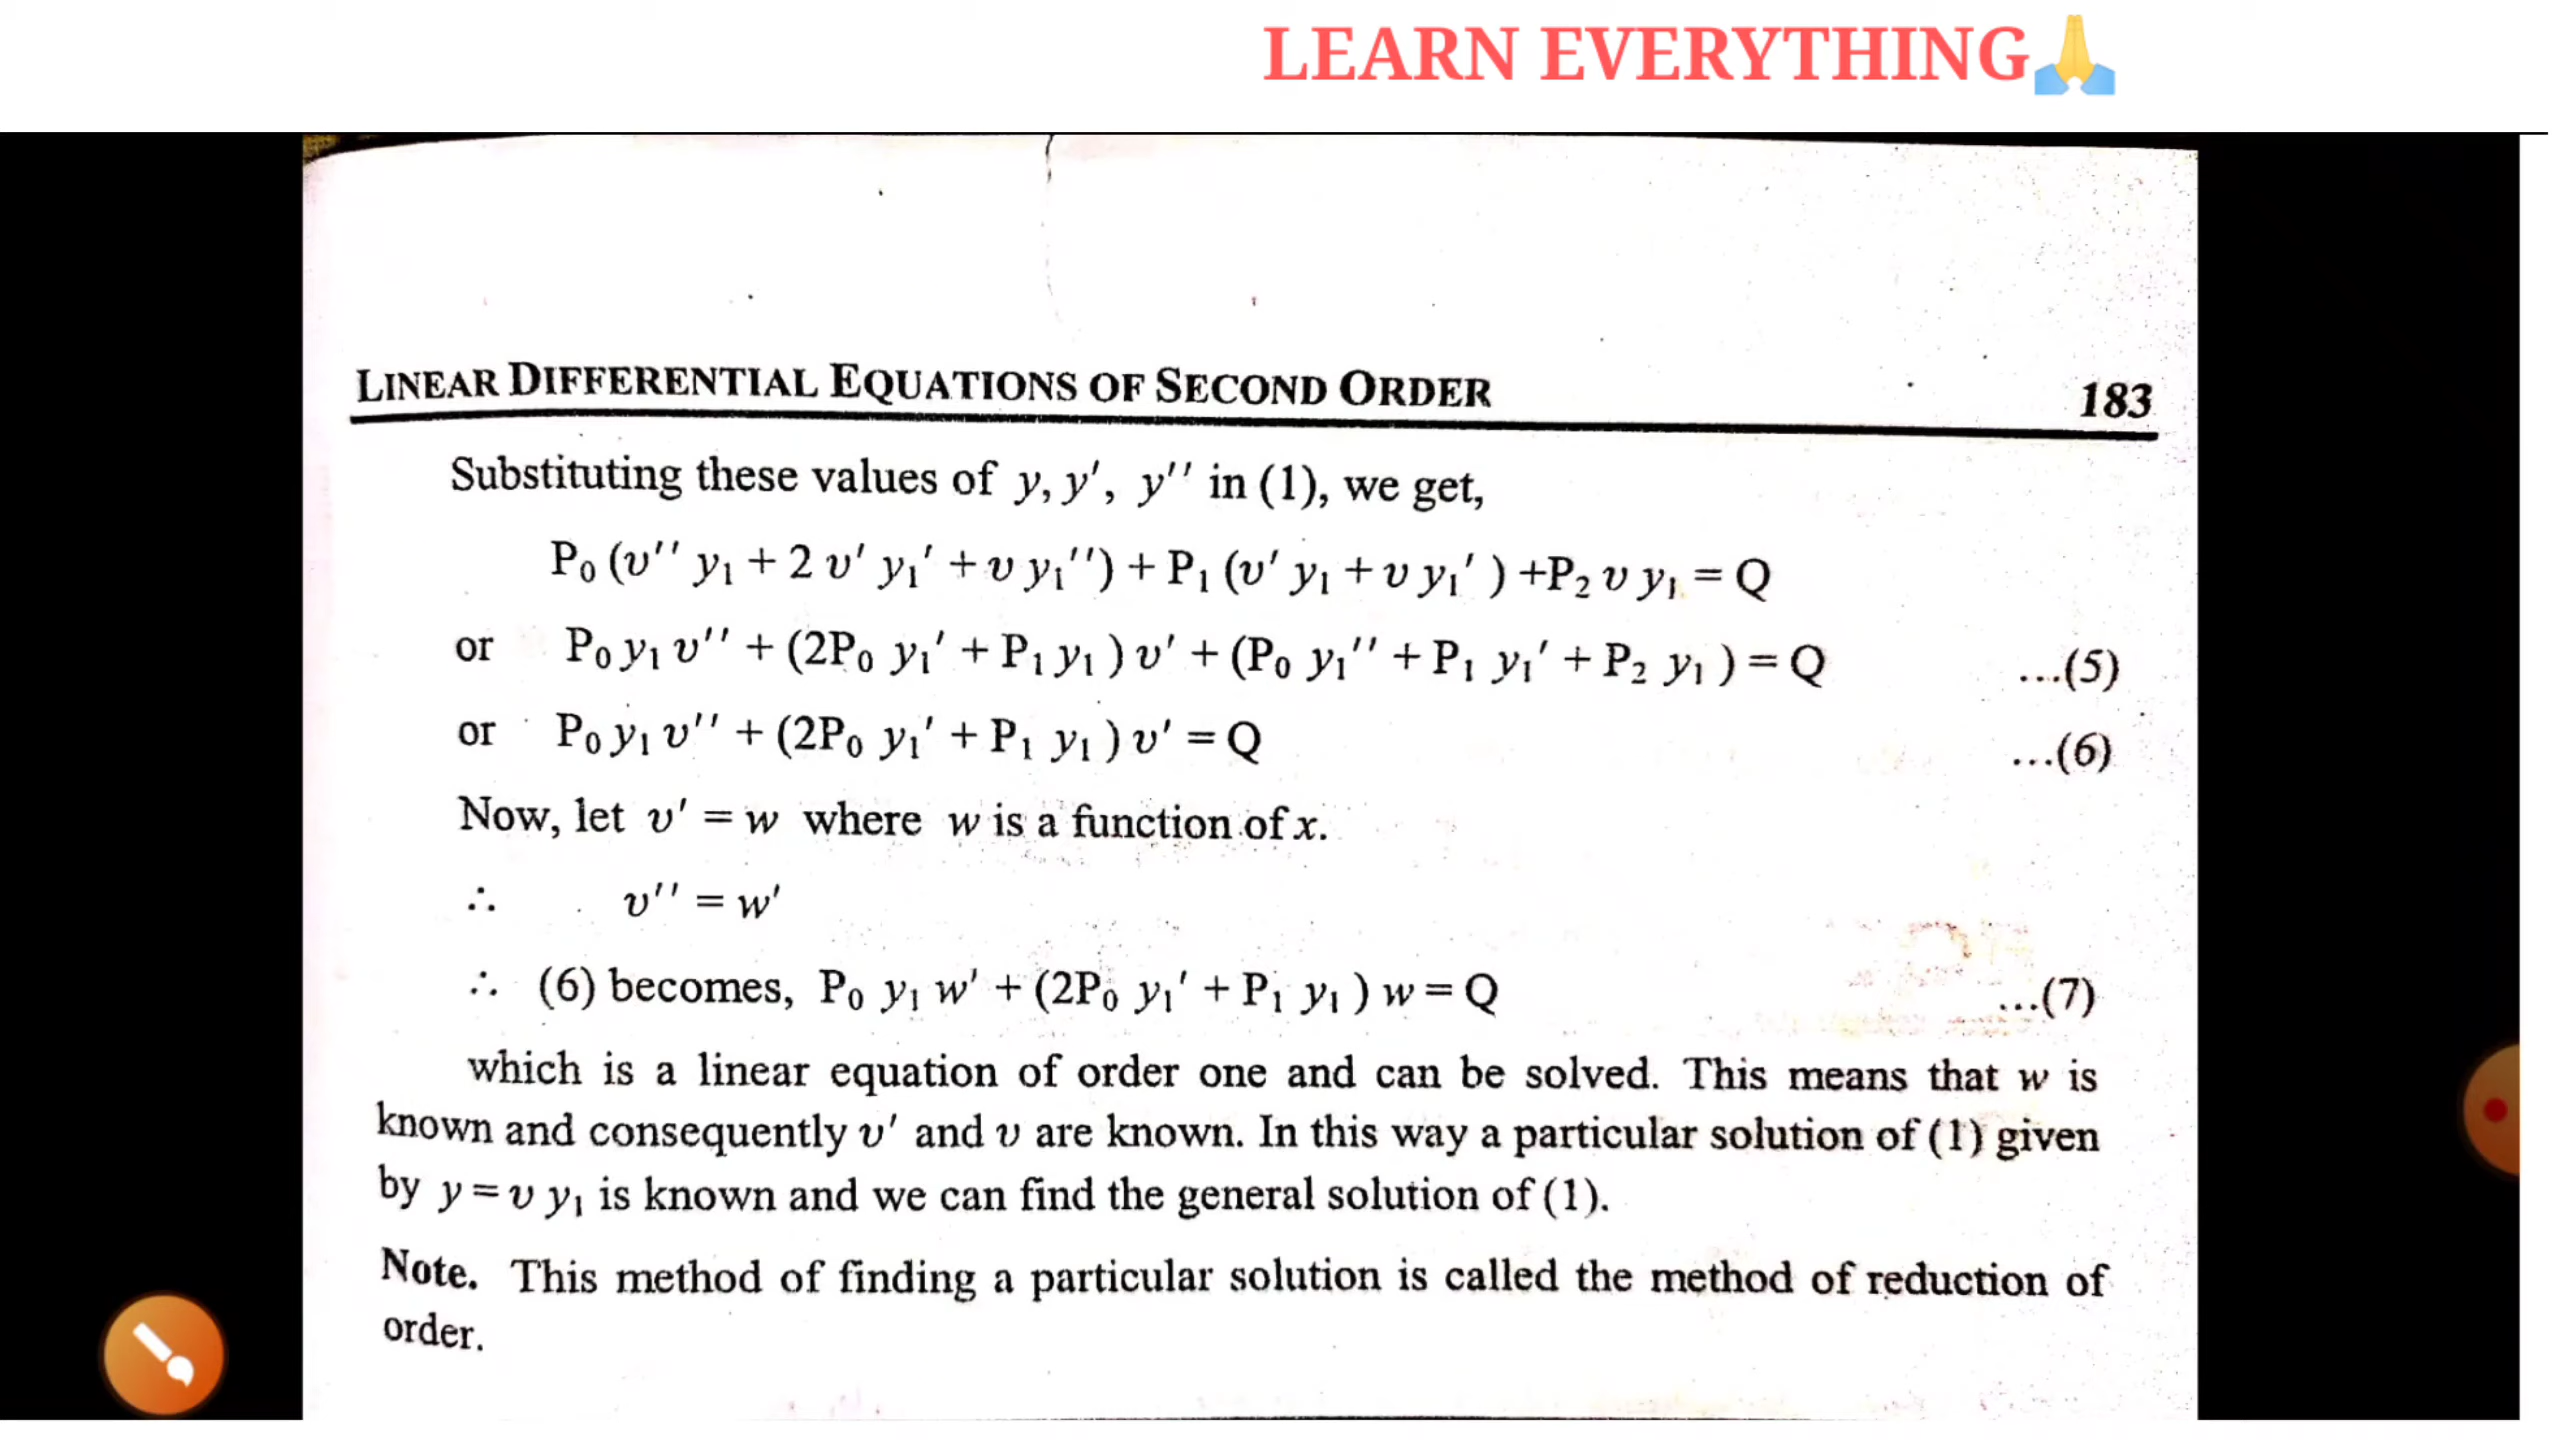 LEARN EVERYTHING🙏
LINEAR DIFFERENTIAL EQUATIONS OF SECOND ORDER 183
Substituting these values of y, y′, y′′ in (1), we get,
P₀ (υ′′ y₁ + 2 υ′ y₁′ + υ y₁′′) + P₁ (υ′ y₁ + υ y₁′ ) +P₂ υ y₁ = Q
or P₀ y₁ υ′′ + (2P₀ y₁′ + P₁ y₁ ) υ′ + (P₀ y₁′′ + P₁ y₁′ + P₂ y₁ ) = Q ...(5)
or P₀ y₁ υ′′ + (2P₀ y₁′ + P₁ y₁ ) υ′ = Q ...(6)
Now, let υ′ = w where w is a function of x.
∴ υ′′ = w′
∴ (6) becomes, P₀ y₁ w′ + (2P₀ y₁′ + P₁ y₁ ) w = Q ...(7)
which is a linear equation of order one and can be solved. This means that w is
known and consequently υ′ and υ are known. In this way a particular solution of (1) given
by y = υ y₁ is known and we can find the general solution of (1).
Note. This method of finding a particular solution is called the method of reduction of
order.